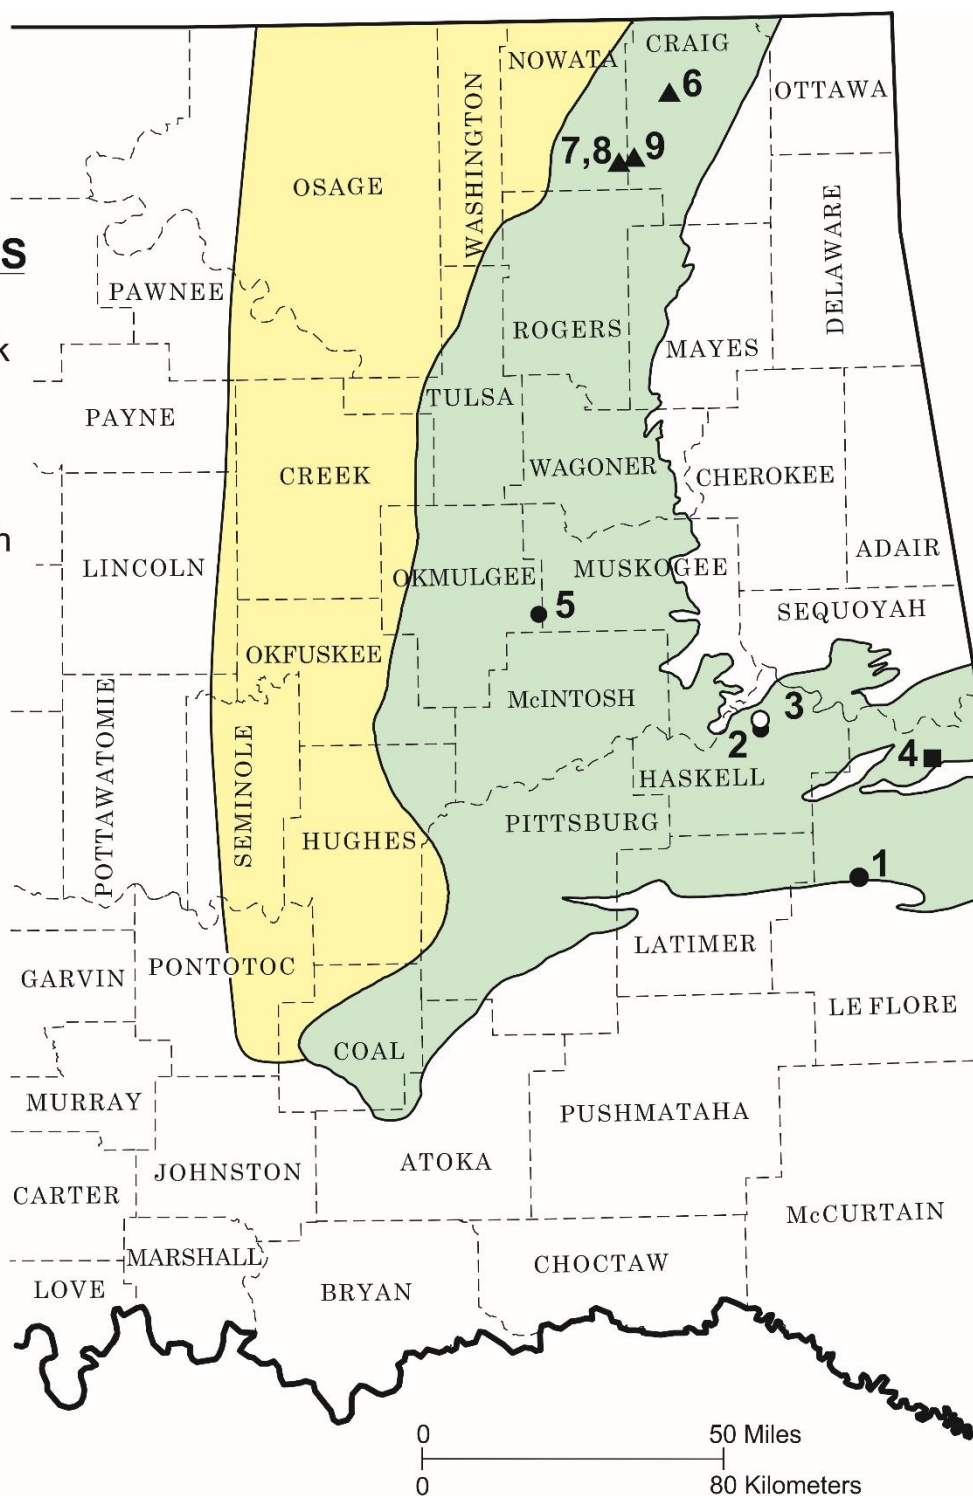 CRAIG
NOWATA
6
OTTAWA
WASHINGTON
7,8
9
OSAGE
DELAWARE
S
PAWNEE
ROGERS
k
MAYES
TULSA
PAYNE
WAGONER
CREEK
CHEROKEE
n
ADAIR
LINCOLN
OKMULGEE
MUSKOGEE
5
SEQUOYAH
OKFUSKEE
McINTOSH
3
POTTAWATOMIE
SEMINOLE
2
4
HASKELL
PITTSBURG
HUGHES
1
LATIMER
GARVIN
PONTOTOC
LE FLORE
COAL
MURRAY
PUSHMATAHA
JOHNSTON
ATOKA
CARTER
McCURTAIN
MARSHALL
CHOCTAW
LOVE
BRYAN
0
50 Miles
0
80 Kilometers